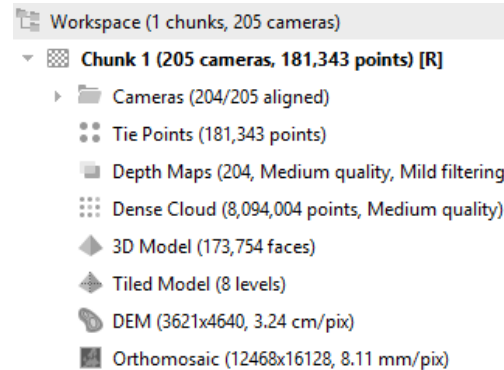 Workspace (1 chunks, 205 cameras)
Chunk 1 (205 cameras, 181,343 points) [R]
Cameras (204/205 aligned)
Tie Points (181,343 points)
Depth Maps (204, Medium quality, Mild filtering
Dense Cloud (8,094,004 points, Medium quality)
3D Model (173,754 faces)
Tiled Model (8 levels)
DEM (3621x4640, 3.24 cm/pix)
Orthomosaic (12468x16128, 8.11 mm/pix)